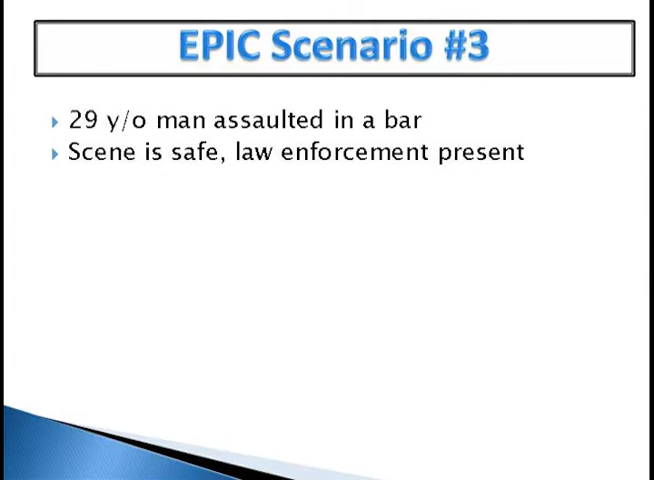 EPIC Scenario #3
29 y/o man assaulted in a bar
Scene is safe, law enforcement present